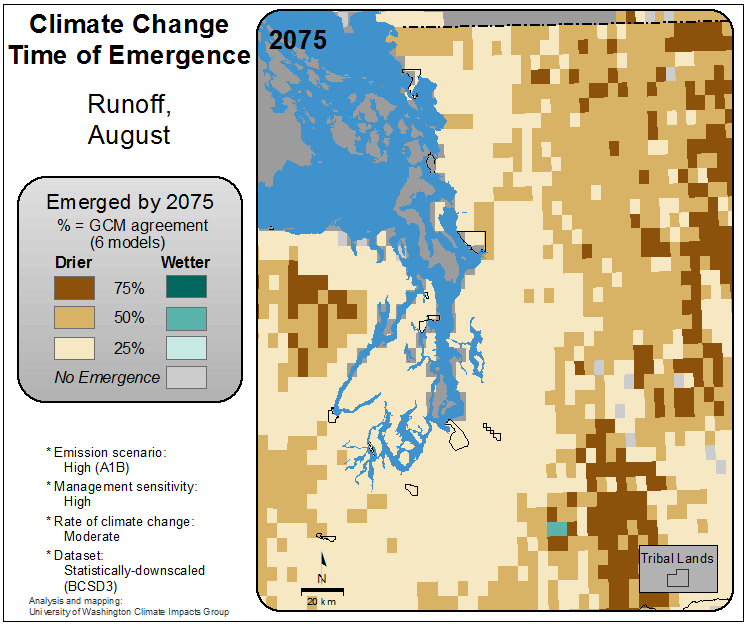 Climate Change
Time of Emergence
Runoff,
August
Emerged by 2075
% = GCM agreement
(6 models)
Drier Wetter
75%
50%
25%
No Emergence
* Emission scenario:
High (A1B)
* Management sensitivity:
High
* Rate of climate change:
Moderate
* Dataset:
Statistically-downscaled
(BCSD3)
Analysis and mapping:
University of Washington Climate Impacts Group
2075
N
20 km
Tribal Lands